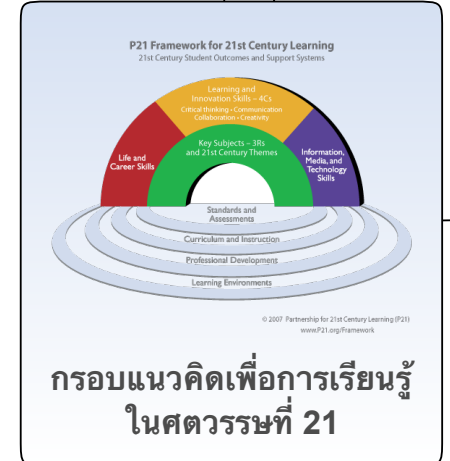 P21 Framework for 21st Century Learning
21st Century Student Outcomes and Support Systems
Learning and
Innovation Skills – 4Cs
Critical thinking • Communication
Collaboration • Creativity
Key Subjects – 3Rs
and 21st Century Themes
Life and
Career Skills
Information,
Media, and
Technology
Skills
Standards and
Assessments
Curriculum and Instruction
Professional Development
Learning Environments
© 2007 Partnership for 21st Century Learning (P21)
www.P21.org/Framework
กรอบแนวคิดเพื่อการเรียนรู้
ในศตวรรษที่ 21